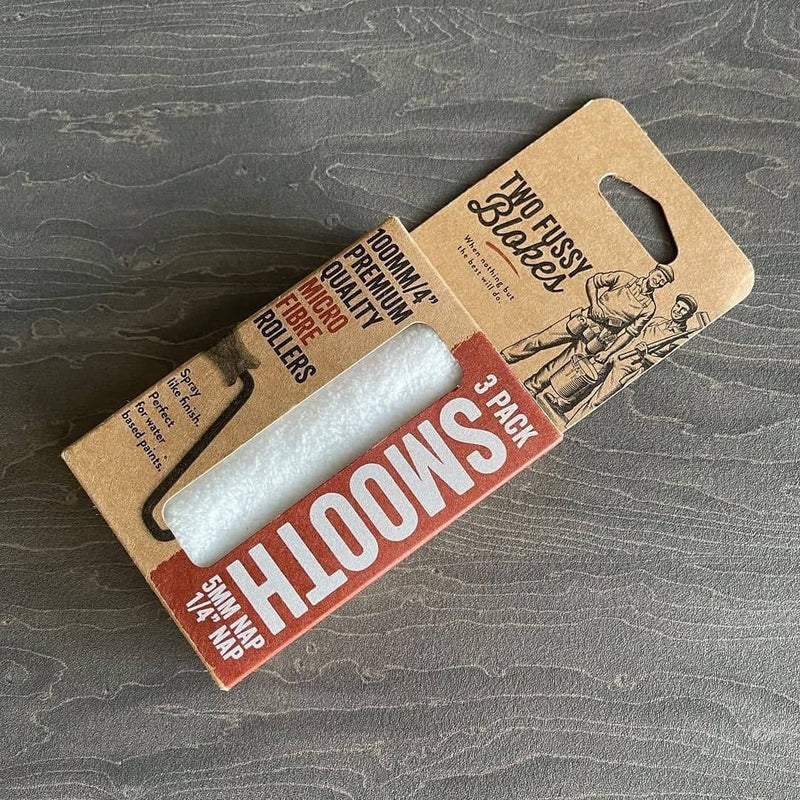 TWO FUSSY
Blokes
When nothing but
the best will do.
100MM/4"
PREMIUM
QUALITY
MICRO
FIBRE
ROLLERS
Spray
like finish.
Perfect
for water
based paints.
3 PACK
SMOOTH
5MM NAP
1/4" NAP